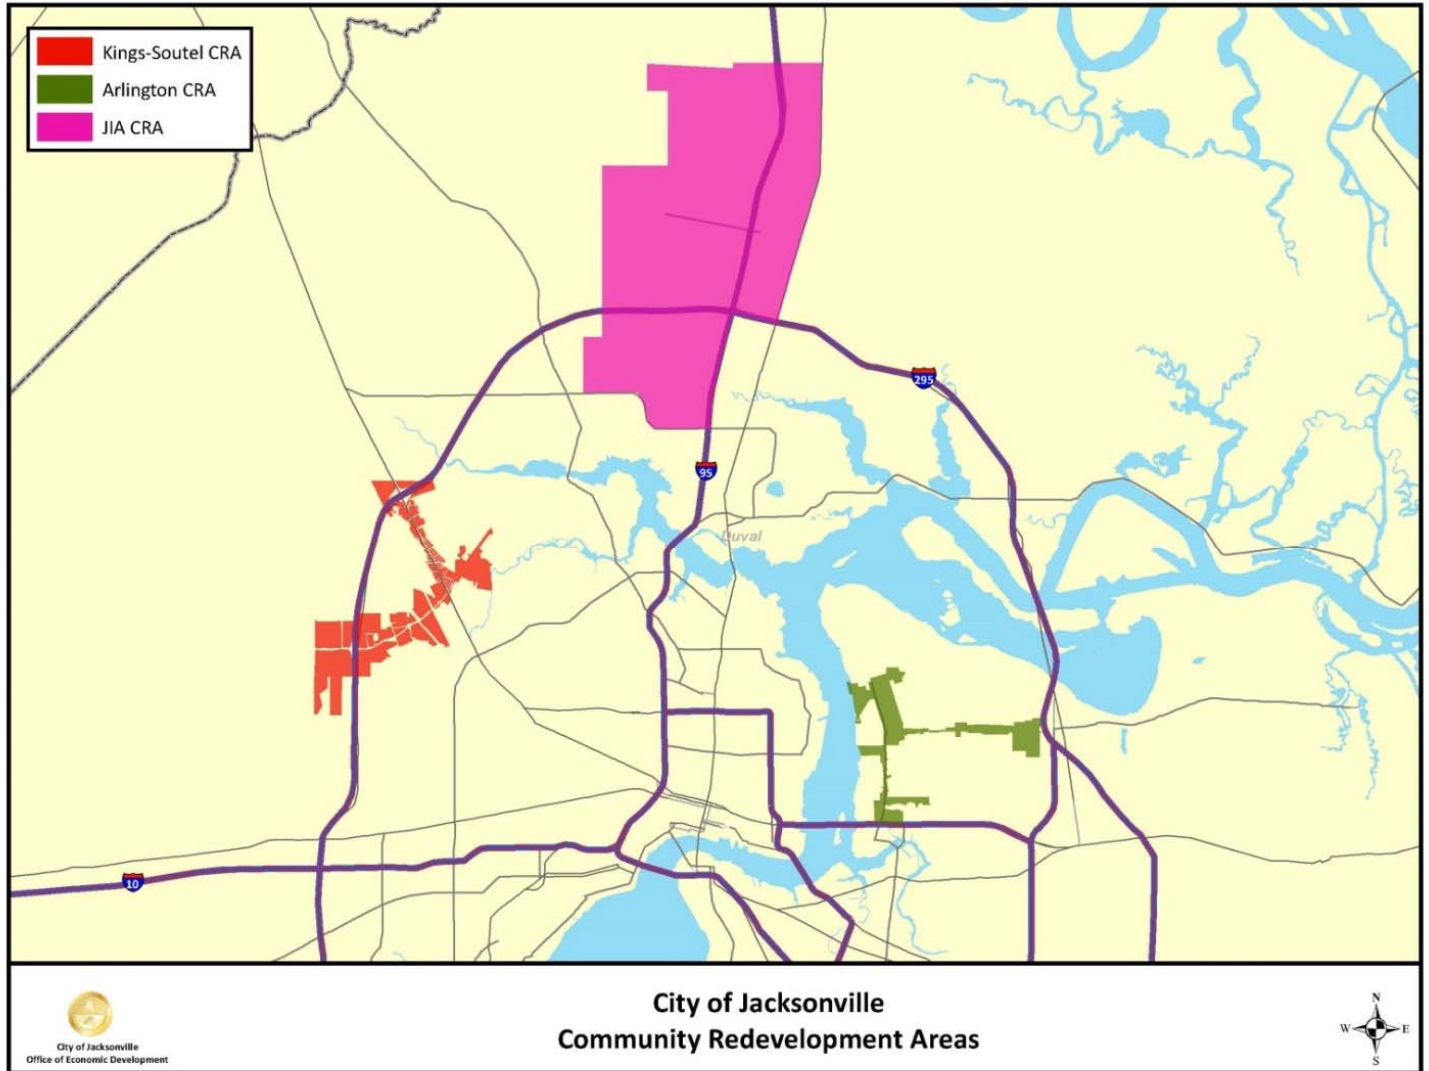 Kings-Soutel CRA
Arlington CRA
JIA CRA
295
95
Duval
10
City of Jacksonville
Community Redevelopment Areas
City of Jacksonville
Office of Economic Development
N
W E
S